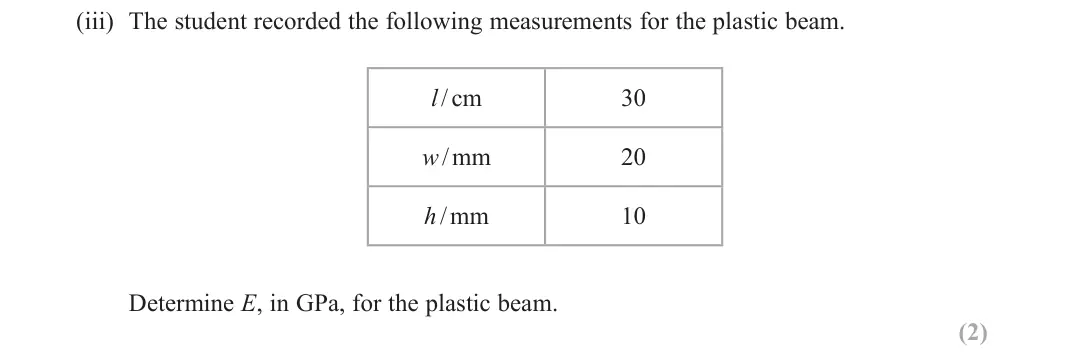 (iii) The student recorded the following measurements for the plastic beam.
l/cm 30
w/mm 20
h/mm 10
Determine E, in GPa, for the plastic beam.
(2)